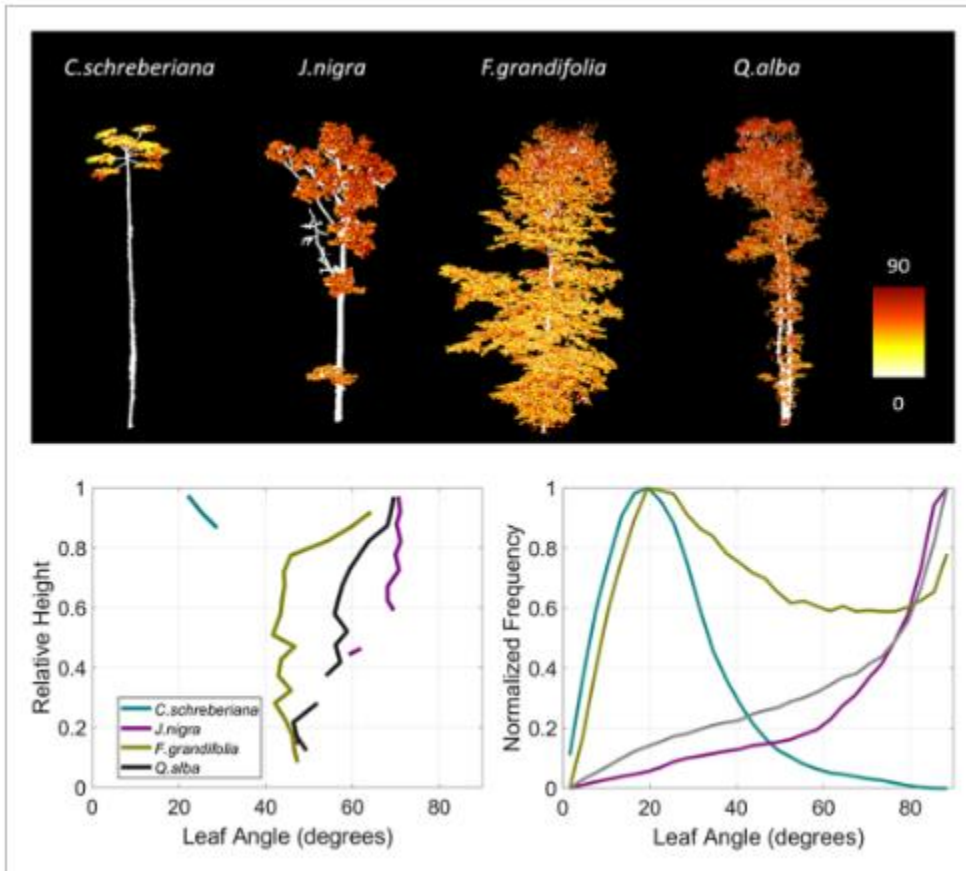 C.schreberiana J.nigra F.grandifolia Q.alba
90
0
1
0.8
0.6
0.4
0.2
0
Relative Height
C.schreberiana
J.nigra
F.grandifolia
Q.alba
0 20 40 60 80
Leaf Angle (degrees)
1
0.8
0.6
0.4
0.2
0
Normalized Frequency
0 20 40 60 80
Leaf Angle (degrees)